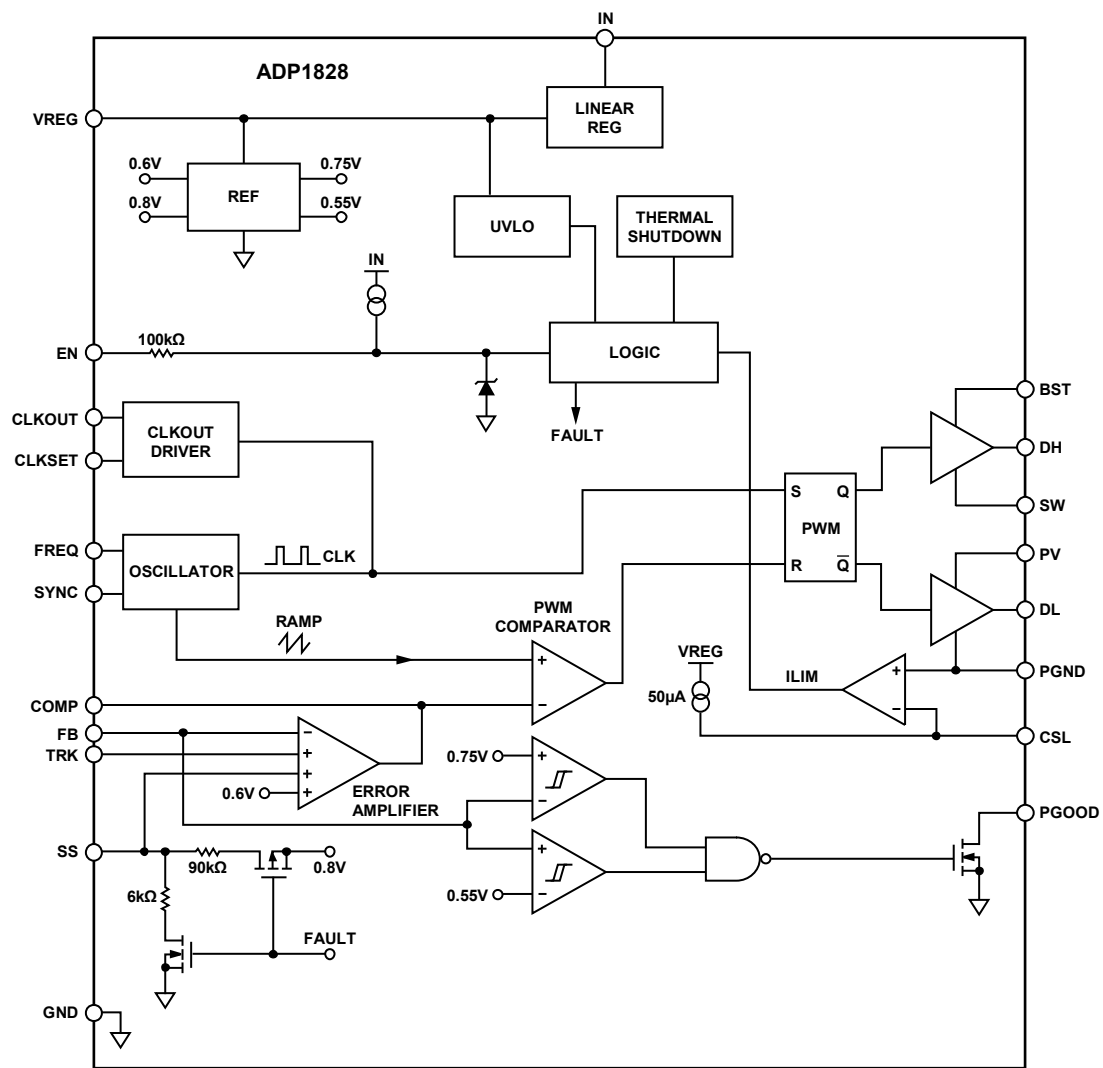 IN
ADP1828
VREG
LINEAR
REG
0.6V
0.75V
REF
0.8V
0.55V
UVLO
THERMAL
SHUTDOWN
IN
100kΩ
EN
LOGIC
FAULT
CLKOUT
CLKOUT
DRIVER
CLKSET
BST
DH
SW
S
Q
PWM
R
Q̅
FREQ
OSCILLATOR
CLK
SYNC
PV
DL
RAMP
PWM
COMPARATOR
+
−
VREG
50µA
ILIM
+
−
PGND
CSL
COMP
FB
TRK
−
+
+
+
0.6V
ERROR
AMPLIFIER
0.75V
+
−
+
−
0.55V
PGOOD
SS
90kΩ
0.8V
6kΩ
FAULT
GND